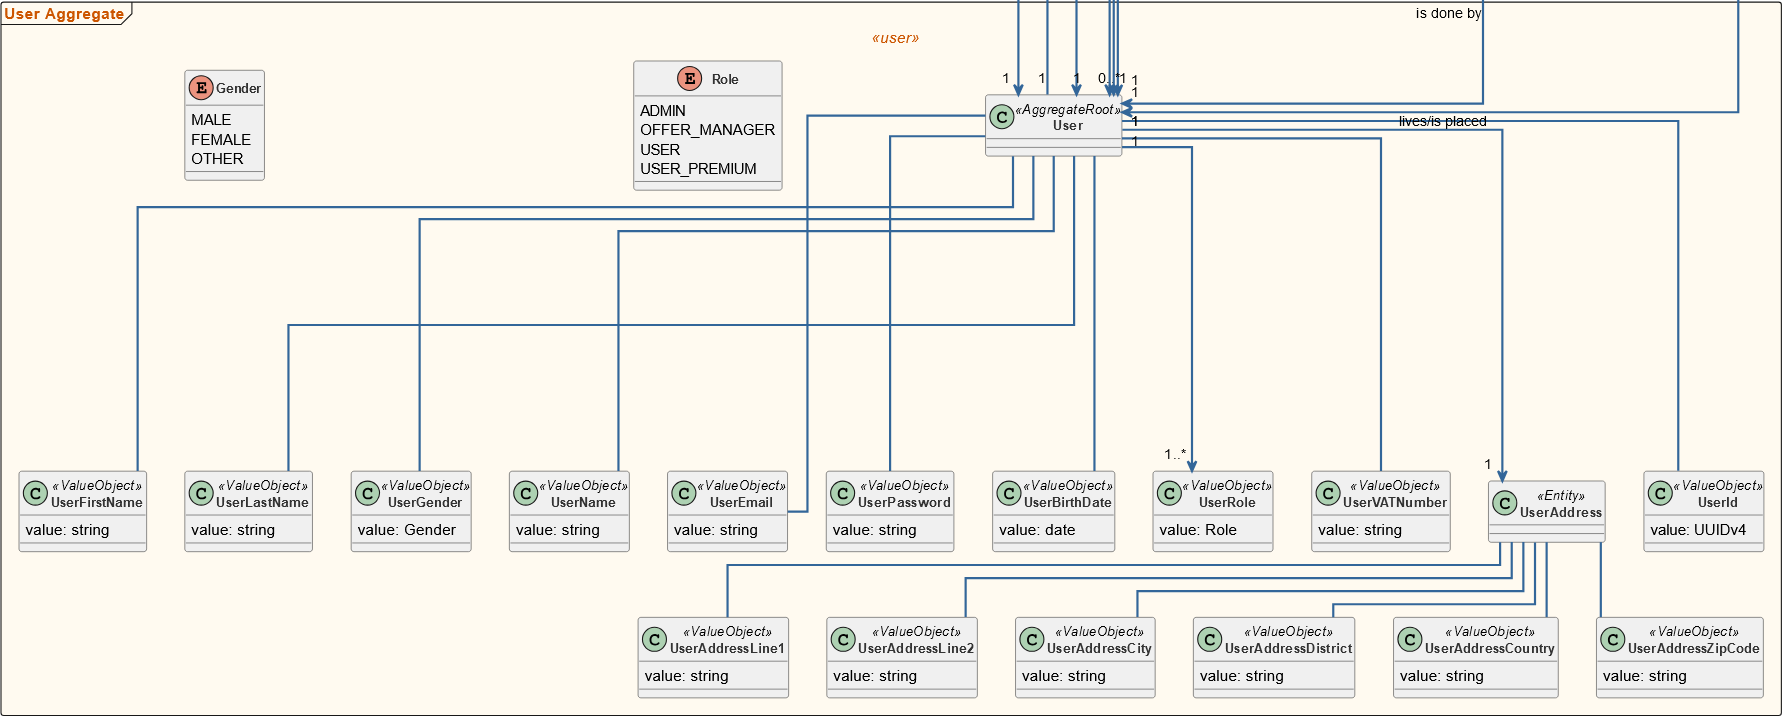 User Aggregate
is done by
«user»
Gender
MALE
FEMALE
OTHER
Role
ADMIN
OFFER_MANAGER
USER
USER_PREMIUM
1
1
1
0..*
1
1
1
«AggregateRoot»
User
1
lives/is placed
1
1..*
1
«ValueObject»
UserFirstName
value: string
«ValueObject»
UserLastName
value: string
«ValueObject»
UserGender
value: Gender
«ValueObject»
UserName
value: string
«ValueObject»
UserEmail
value: string
«ValueObject»
UserPassword
value: string
«ValueObject»
UserBirthDate
value: date
«ValueObject»
UserRole
value: Role
«ValueObject»
UserVATNumber
value: string
«Entity»
UserAddress
«ValueObject»
UserId
value: UUIDv4
«ValueObject»
UserAddressLine1
value: string
«ValueObject»
UserAddressLine2
value: string
«ValueObject»
UserAddressCity
value: string
«ValueObject»
UserAddressDistrict
value: string
«ValueObject»
UserAddressCountry
value: string
«ValueObject»
UserAddressZipCode
value: string